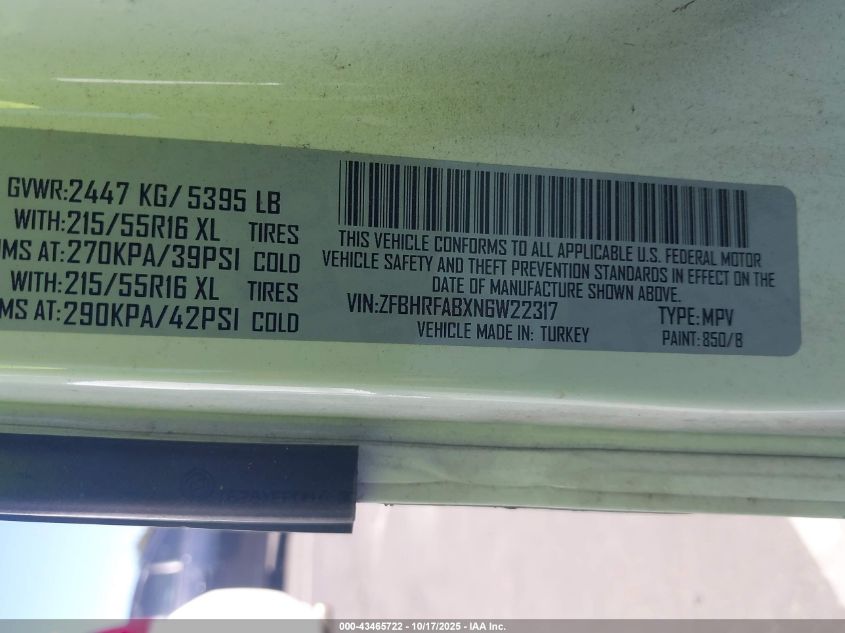 GVWR:2447 KG/ 5395 LB
WITH:215/55R16 XL TIRES
MS AT:270KPA/39PSI COLD
WITH:215/55R16 XL TIRES
MS AT:290KPA/42PSI COLD
THIS VEHICLE CONFORMS TO ALL APPLICABLE U.S. FEDERAL MOTOR
VEHICLE SAFETY AND THEFT PREVENTION STANDARDS IN EFFECT ON THE
DATE OF MANUFACTURE SHOWN ABOVE.
VIN:ZFBHRFABXN6W22317 TYPE:MPV
VEHICLE MADE IN: TURKEY PAINT:850/B
000-43465722 - 10/17/2025 - IAA Inc.